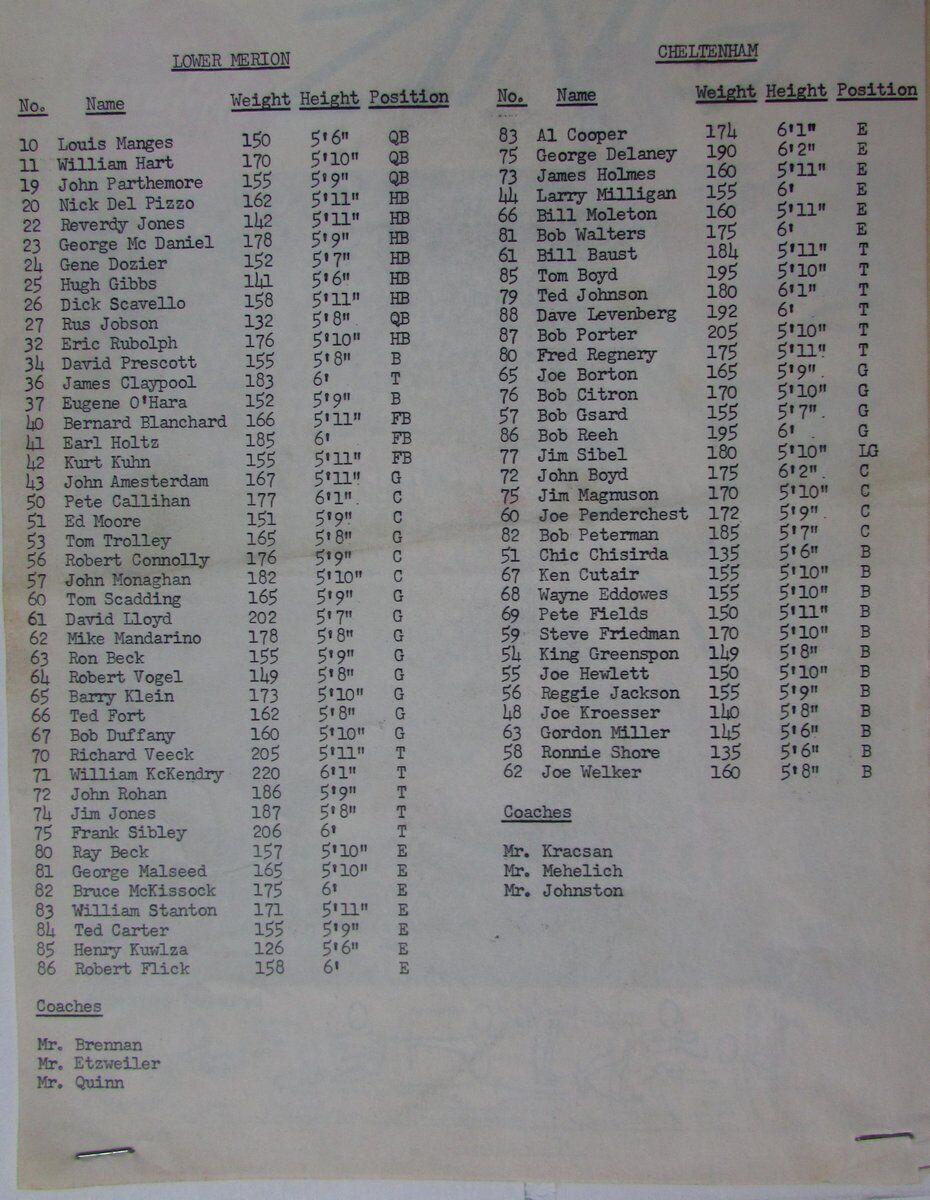 LOWER MERION
No. Name Weight Height Position
10 Louis Manges 150 5'6" QB
11 William Hart 170 5'10" QB
19 John Parthemore 155 5'9" QB
20 Nick Del Pizzo 162 5'11" HB
22 Reverdy Jones 142 5'11" HB
23 George Mc Daniel 178 5'9" HB
24 Gene Dozier 152 5'7" HB
25 Hugh Gibbs 141 5'6" HB
26 Dick Scavello 158 5'11" HB
27 Rus Jobson 132 5'8" QB
32 Eric Rubolph 176 5'10" HB
34 David Prescott 155 5'8" B
36 James Claypool 183 6' T
37 Eugene O'Hara 152 5'9" B
40 Bernard Blanchard 166 5'11" FB
41 Earl Holtz 185 6' FB
42 Kurt Kuhn 155 5'11" FB
43 John Amesterdam 167 5'11" G
50 Pete Callihan 177 6'1" C
51 Ed Moore 151 5'9" C
53 Tom Trolley 165 5'8" G
56 Robert Connolly 176 5'9" C
57 John Monaghan 182 5'10" C
60 Tom Scadding 165 5'9" G
61 David Lloyd 202 5'7" G
62 Mike Mandarino 178 5'8" G
63 Ron Beck 155 5'9" G
64 Robert Vogel 149 5'8" G
65 Barry Klein 173 5'10" G
66 Ted Fort 162 5'8" G
67 Bob Duffany 160 5'10" G
70 Richard Veeck 205 5'11" T
71 William KcKendry 220 6'1" T
72 John Rohan 186 5'9" T
74 Jim Jones 187 5'8" T
75 Frank Sibley 206 6' T
80 Ray Beck 157 5'10" E
81 George Malseed 165 5'10" E
82 Bruce McKissock 175 6' E
83 William Stanton 171 5'11" E
84 Ted Carter 155 5'9" E
85 Henry Kuwlza 126 5'6" E
86 Robert Flick 158 6' E
Coaches
Mr. Brennan
Mr. Etzweiler
Mr. Quinn
CHELTENHAM
No. Name Weight Height Position
83 Al Cooper 174 6'1" E
75 George Delaney 190 6'2" E
73 James Holmes 160 5'11" E
44 Larry Milligan 155 6' E
66 Bill Moleton 160 5'11" E
81 Bob Walters 175 6' E
61 Bill Baust 184 5'11" T
85 Tom Boyd 195 5'10" T
79 Ted Johnson 180 6'1" T
88 Dave Levenberg 192 6' T
87 Bob Porter 205 5'10" T
80 Fred Regnery 175 5'11" T
65 Joe Borton 165 5'9" G
76 Bob Citron 170 5'10" G
57 Bob Gsard 155 5'7" G
86 Bob Reeh 195 6' G
77 Jim Sibel 180 5'10" LG
72 John Boyd 175 6'2" C
75 Jim Magnuson 170 5'10" C
60 Joe Penderchest 172 5'9" C
82 Bob Peterman 185 5'7" C
51 Chic Chisirda 135 5'6" B
67 Ken Cutair 155 5'10" B
68 Wayne Eddowes 155 5'10" B
69 Pete Fields 150 5'11" B
59 Steve Friedman 170 5'10" B
54 King Greenspon 149 5'8" B
55 Joe Hewlett 150 5'10" B
56 Reggie Jackson 155 5'9" B
48 Joe Kroesser 140 5'8" B
63 Gordon Miller 145 5'6" B
58 Ronnie Shore 135 5'6" B
62 Joe Welker 160 5'8" B
Coaches
Mr. Kracsan
Mr. Mehelich
Mr. Johnston